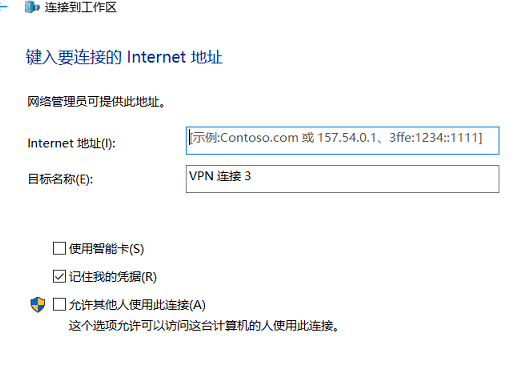 连接到工作区
键入要连接的 Internet 地址
网络管理员可提供此地址。
Internet 地址(I):
[示例:Contoso.com 或 157.54.0.1、3ffe:1234::1111]
目标名称(E):
VPN 连接 3
使用智能卡(S)
记住我的凭据(R)
允许其他人使用此连接(A)
这个选项允许可以访问这台计算机的人使用此连接。